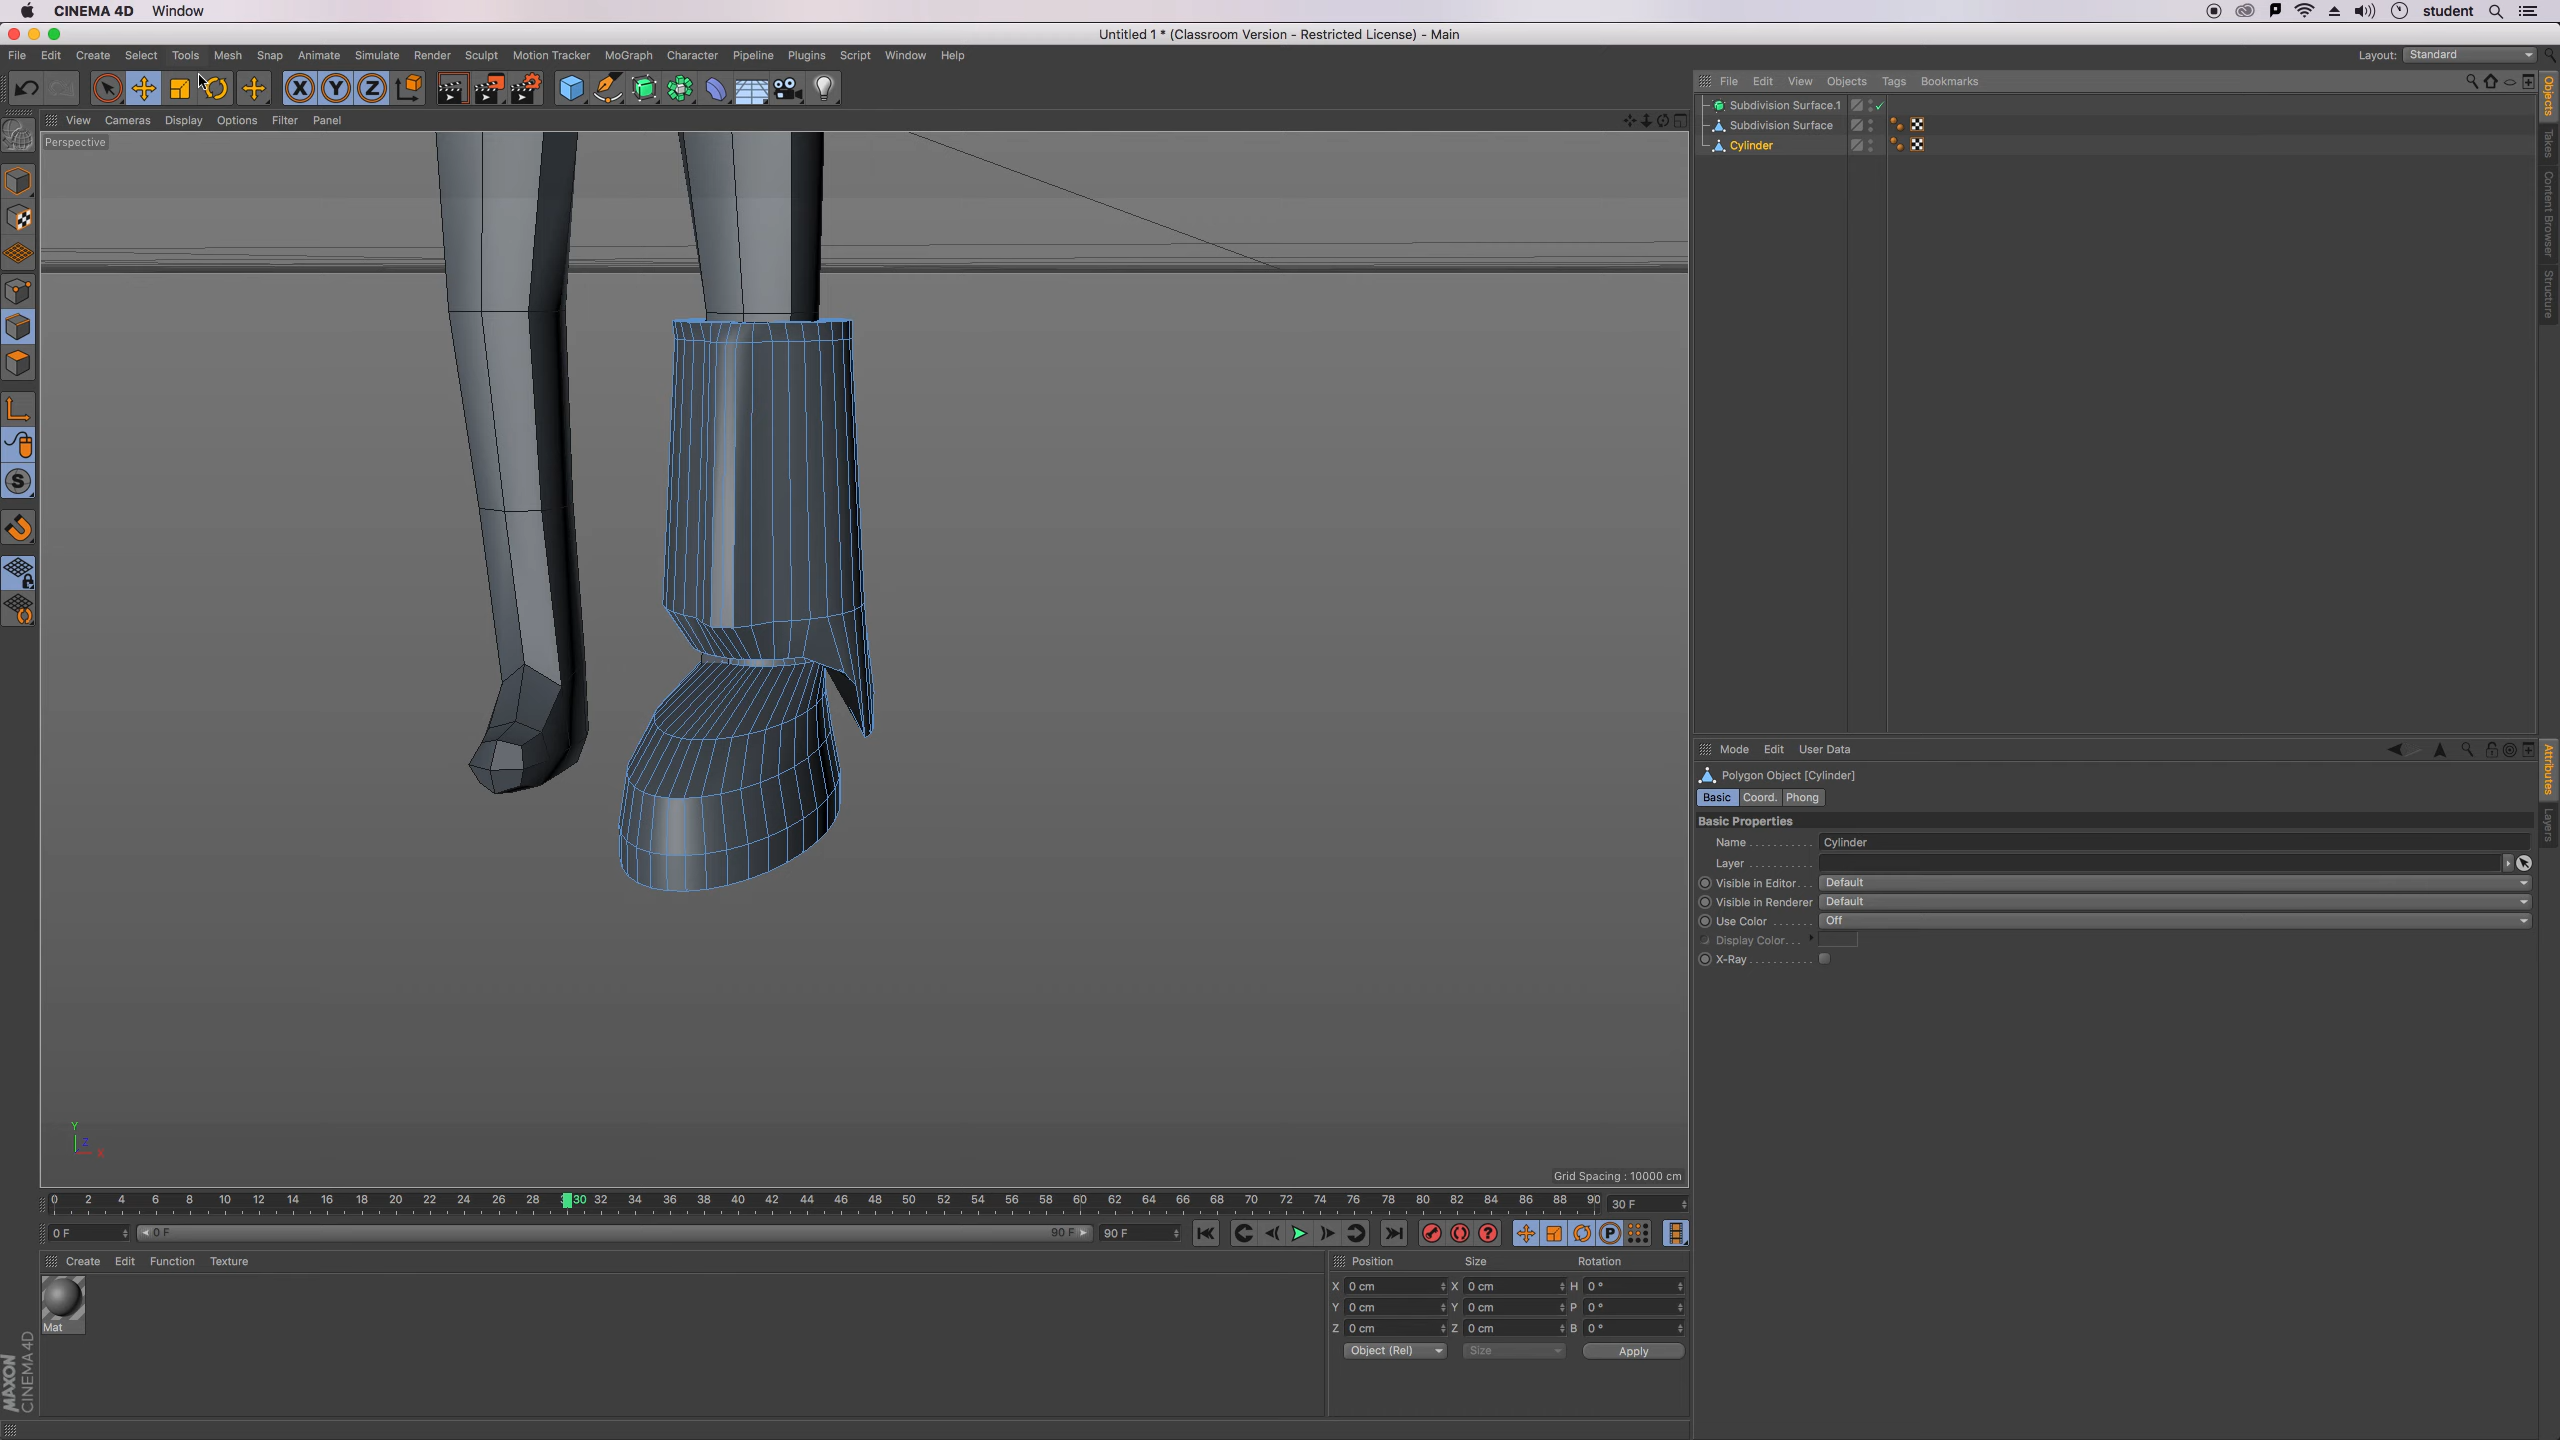 CINEMA 4D Window student
Untitled 1 * (Classroom Version - Restricted License) - Main
File Edit Create Select Tools Mesh Snap Animate Simulate Render Sculpt Motion Tracker MoGraph Character Pipeline Plugins Script Window Help Layout: Standard
X Y Z
File Edit View Objects Tags Bookmarks
View Cameras Display Options Filter Panel
Perspective
Subdivision Surface.1
Subdivision Surface
Cylinder
Objects
Takes
Content Browser
Structure
S
Y
Z
X
Grid Spacing : 10000 cm
Mode Edit User Data
Polygon Object [Cylinder]
Basic Coord. Phong
Basic Properties
Name Cylinder
Layer
Visible in Editor Default
Visible in Renderer Default
Use Color Off
Display Color
X-Ray
Attributes
Layers
0 2 4 6 8 10 12 14 16 18 20 22 24 26 28 30 32 34 36 38 40 42 44 46 48 50 52 54 56 58 60 62 64 66 68 70 72 74 76 78 80 82 84 86 88 90 30 F
0 F 0 F 90 F 90 F P
Create Edit Function Texture
Mat
Position Size Rotation
X 0 cm X 0 cm H 0 °
Y 0 cm Y 0 cm P 0 °
Z 0 cm Z 0 cm B 0 °
Object (Rel) Size Apply
MAXON
CINEMA 4D